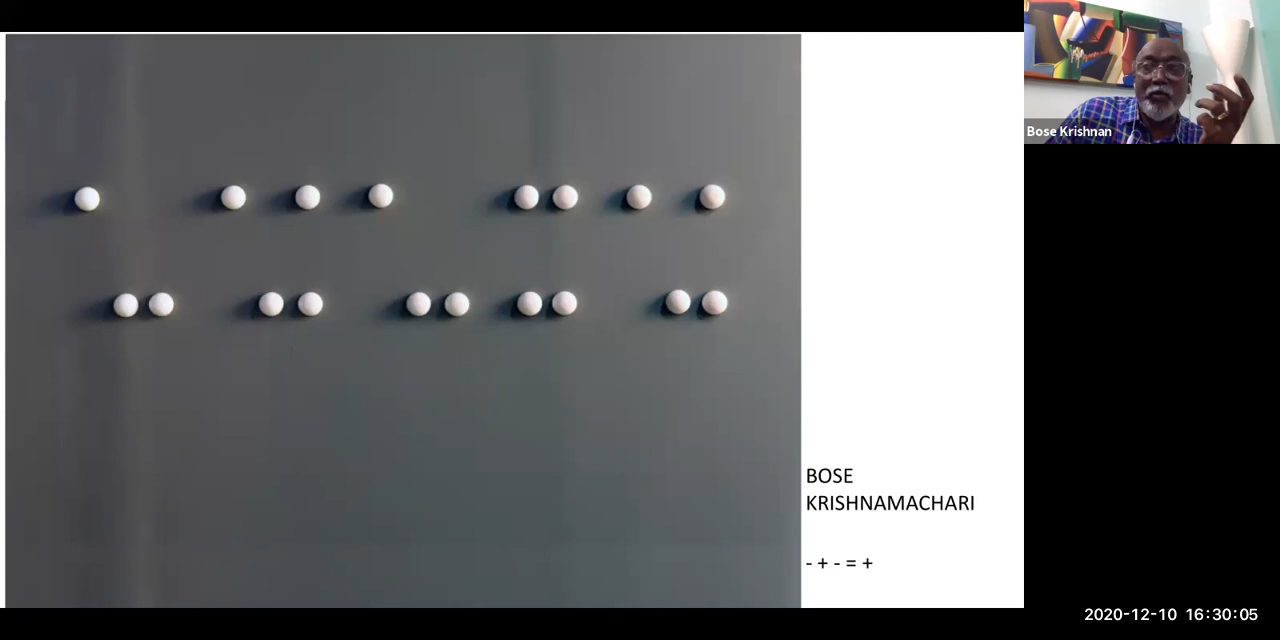 Bose Krishnan
BOSE
KRISHNAMACHARI
- + - = +
2020-12-10 16:30:05